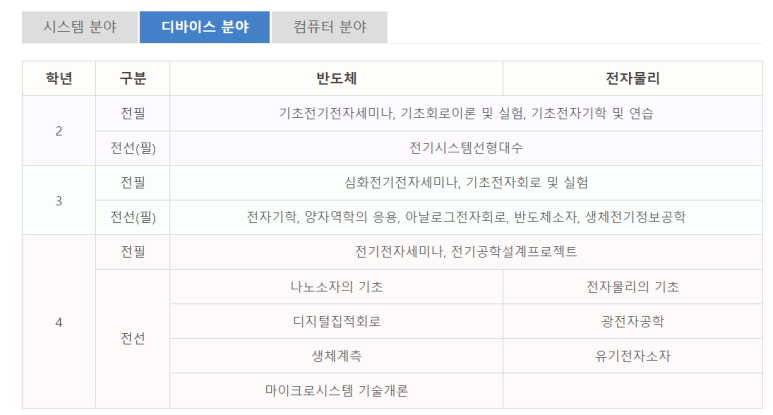 시스템 분야 디바이스 분야 컴퓨터 분야
학년 구분 반도체 전자물리
2 전필 기초전기전자세미나, 기초회로이론 및 실험, 기초전자기학 및 연습
전선(필) 전기시스템선형대수
3 전필 심화전기전자세미나, 기초전자회로 및 실험
전선(필) 전자기학, 양자역학의 응용, 아날로그전자회로, 반도체소자, 생체전기정보공학
4 전필 전기전자세미나, 전기공학설계프로젝트
전선 나노소자의 기초 전자물리의 기초
디지털집적회로 광전자공학
생체계측 유기전자소자
마이크로시스템 기술개론